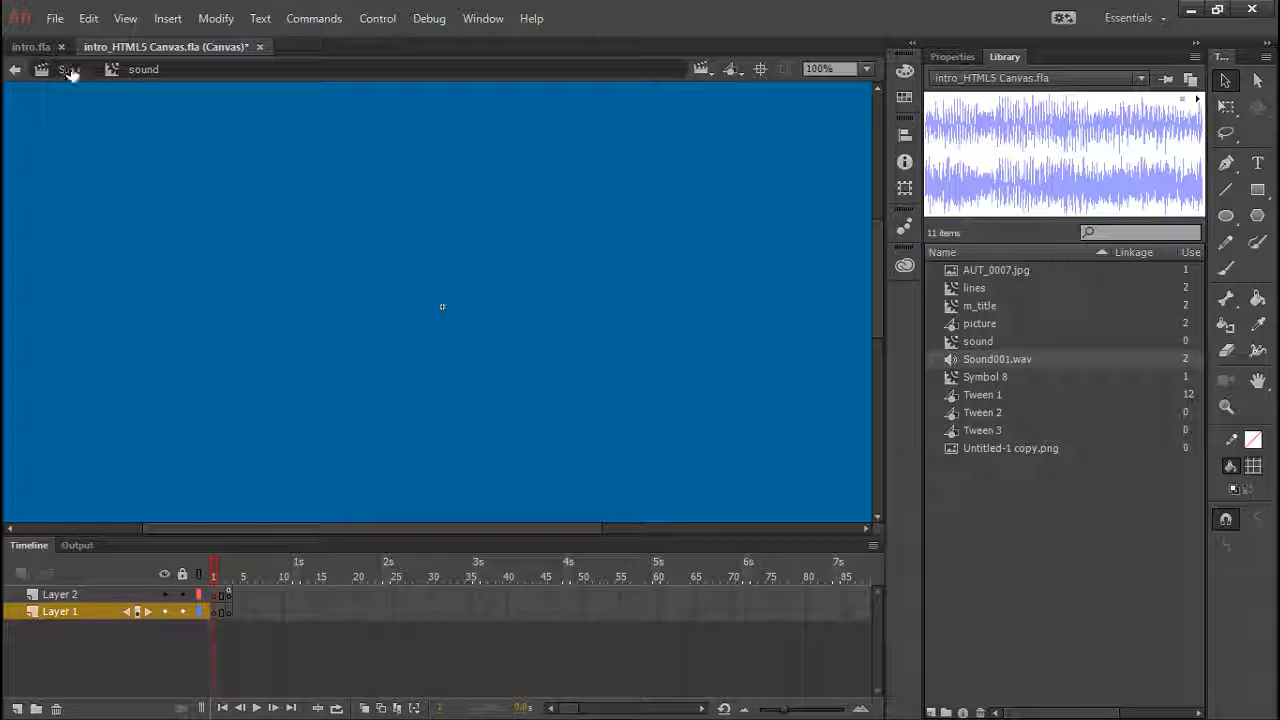 An File Edit View Insert Modify Text Commands Control Debug Window Help Essentials
intro.fla × intro_HTML5 Canvas.fla (Canvas)* ×
sound 100%
Properties Library T...
intro_HTML5 Canvas.fla
11 items
Name Linkage Use
AUT_0007.jpg 1
lines 2
m_title 2
picture 2
sound 0
Sound001.wav 2
Symbol 8 1
Tween 1 12
Tween 2 0
Tween 3 0
Untitled-1 copy.png 0
Timeline Output
1s 2s 3s 4s 5s 6s 7s
1 5 10 15 20 25 30 35 40 45 50 55 60 65 70 75 80 85
Layer 2
Layer 1
1 0.0s